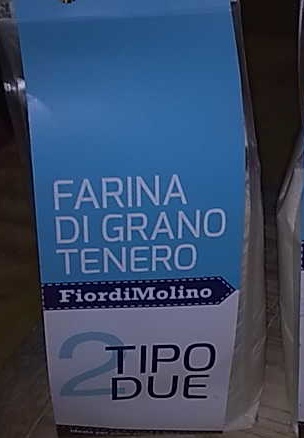 FARINA
DI GRANO
TENERO
FiordiMolino
2 TIPO
DUE